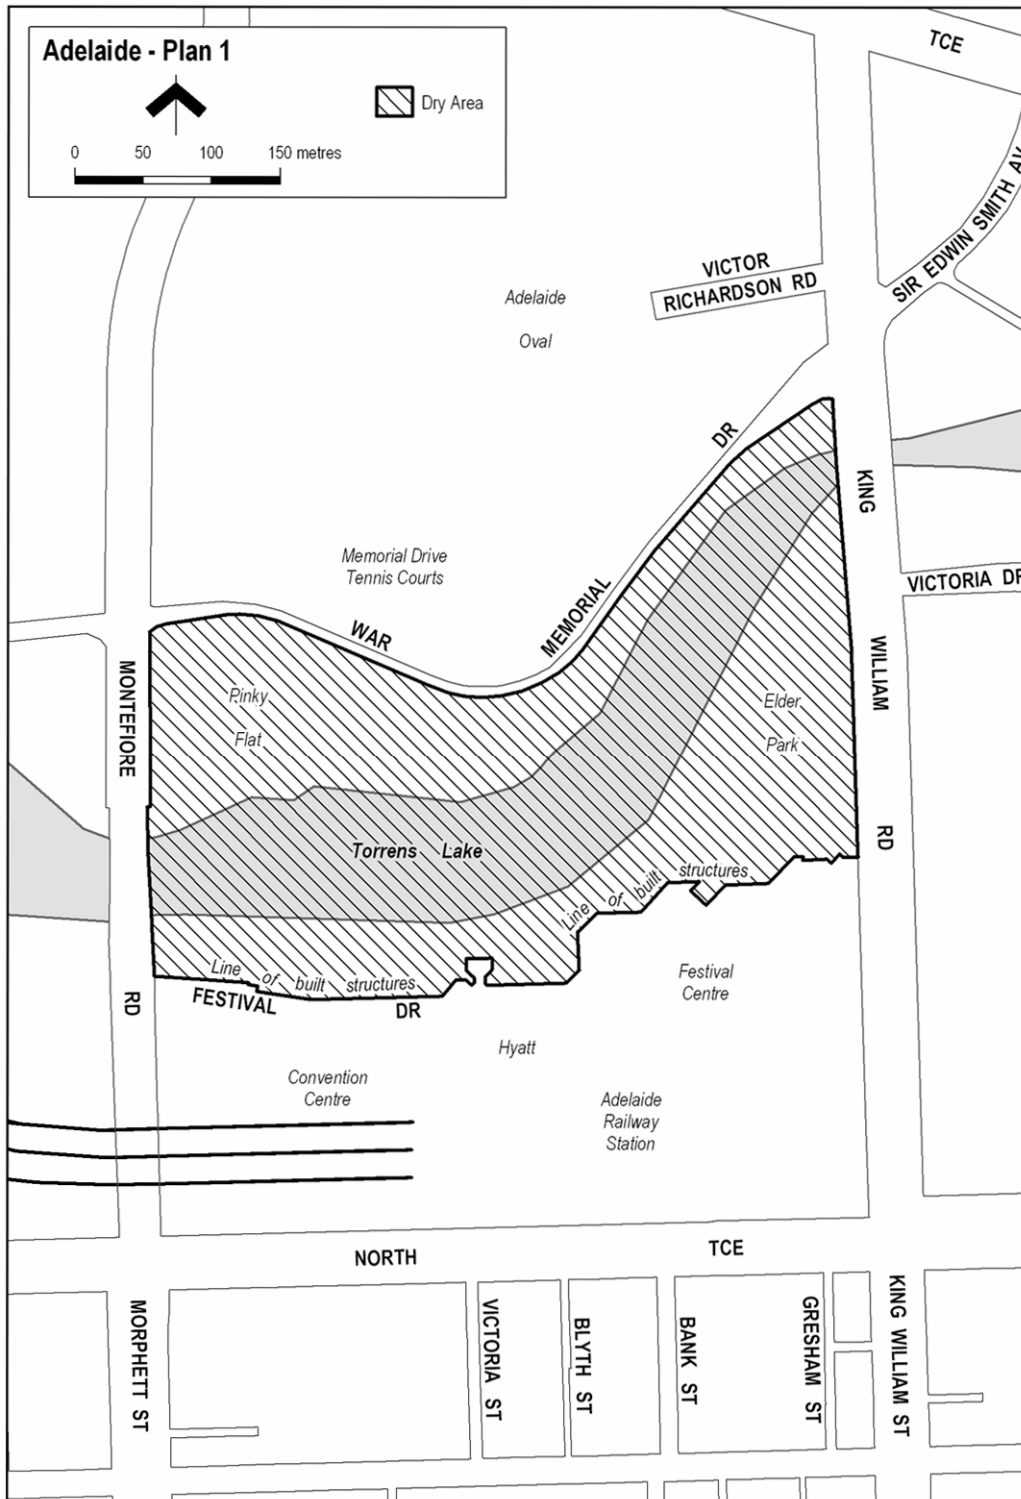 Adelaide - Plan 1
Dry Area
0 50 100 150 metres
TCE
SIR EDWIN SMITH AV
VICTOR
RICHARDSON RD
Adelaide
Oval
DR
KING
Memorial Drive
Tennis Courts
VICTORIA DR
MEMORIAL
WAR
WILLIAM
MONTEFIORE
Pinky
Flat
Elder
Park
RD
Torrens Lake
Line of built structures
Line of built structures
FESTIVAL
DR
RD
Festival
Centre
Hyatt
Convention
Centre
Adelaide
Railway
Station
NORTH
TCE
MORPHETT ST
VICTORIA ST
BLYTH ST
BANK ST
GRESHAM ST
KING WILLIAM ST